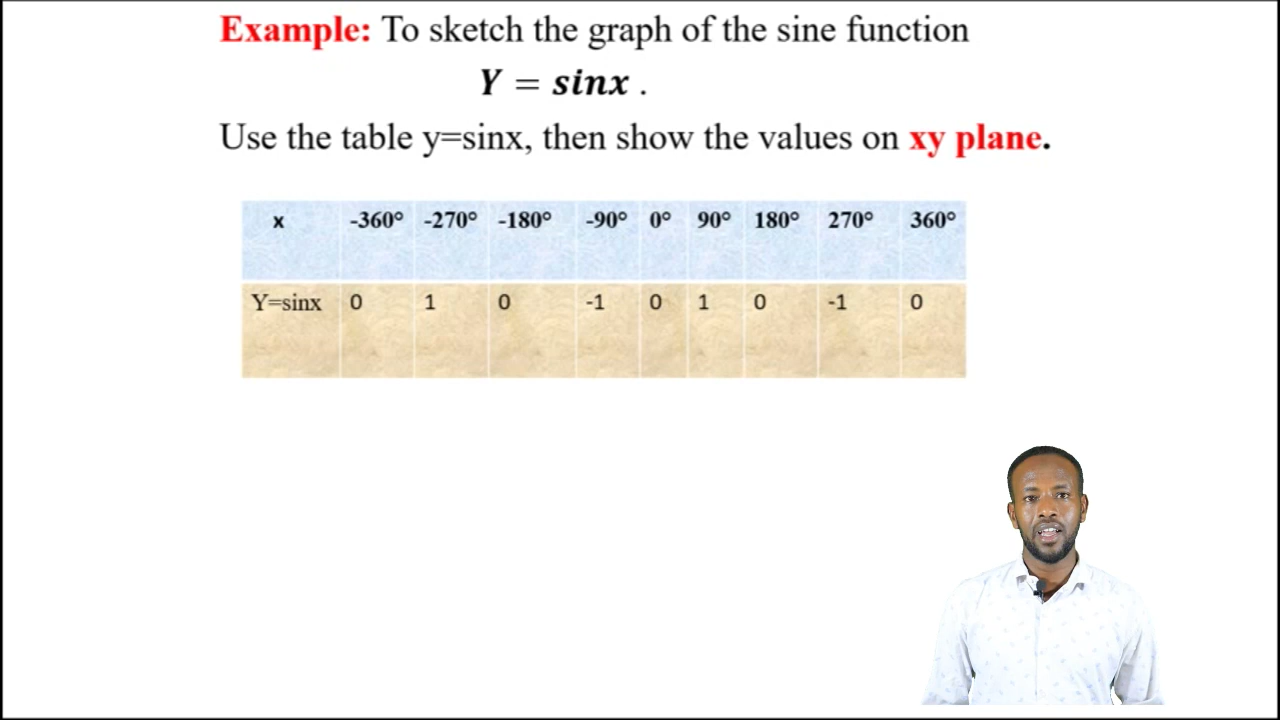 Example: To sketch the graph of the sine function
Y = sinx .
Use the table y=sinx, then show the values on xy plane.
x -360° -270° -180° -90° 0° 90° 180° 270° 360°
Y=sinx 0 1 0 -1 0 1 0 -1 0